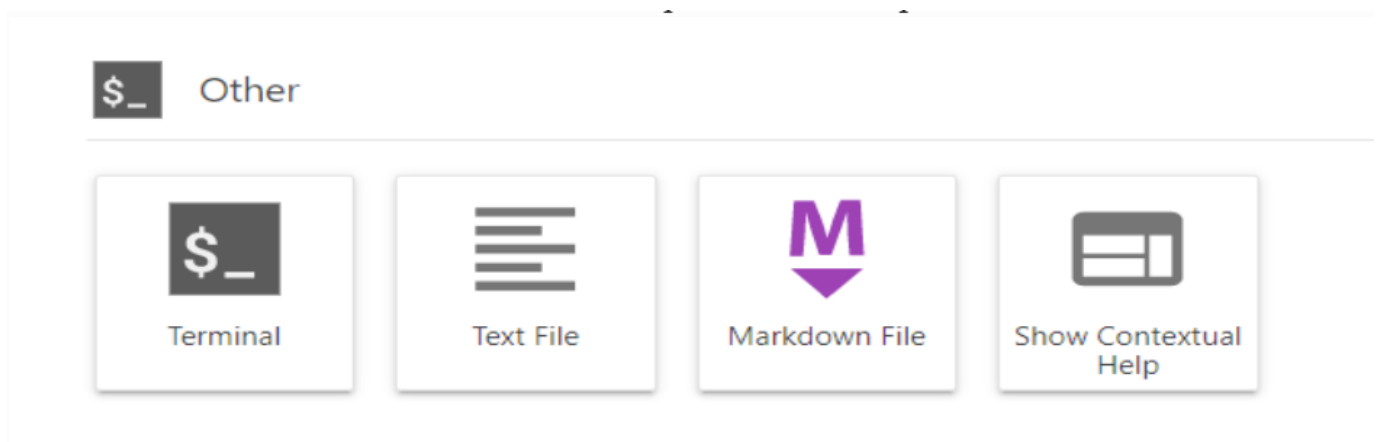 $_ Other
$_
M
Terminal
Text File
Markdown File
Show Contextual
Help